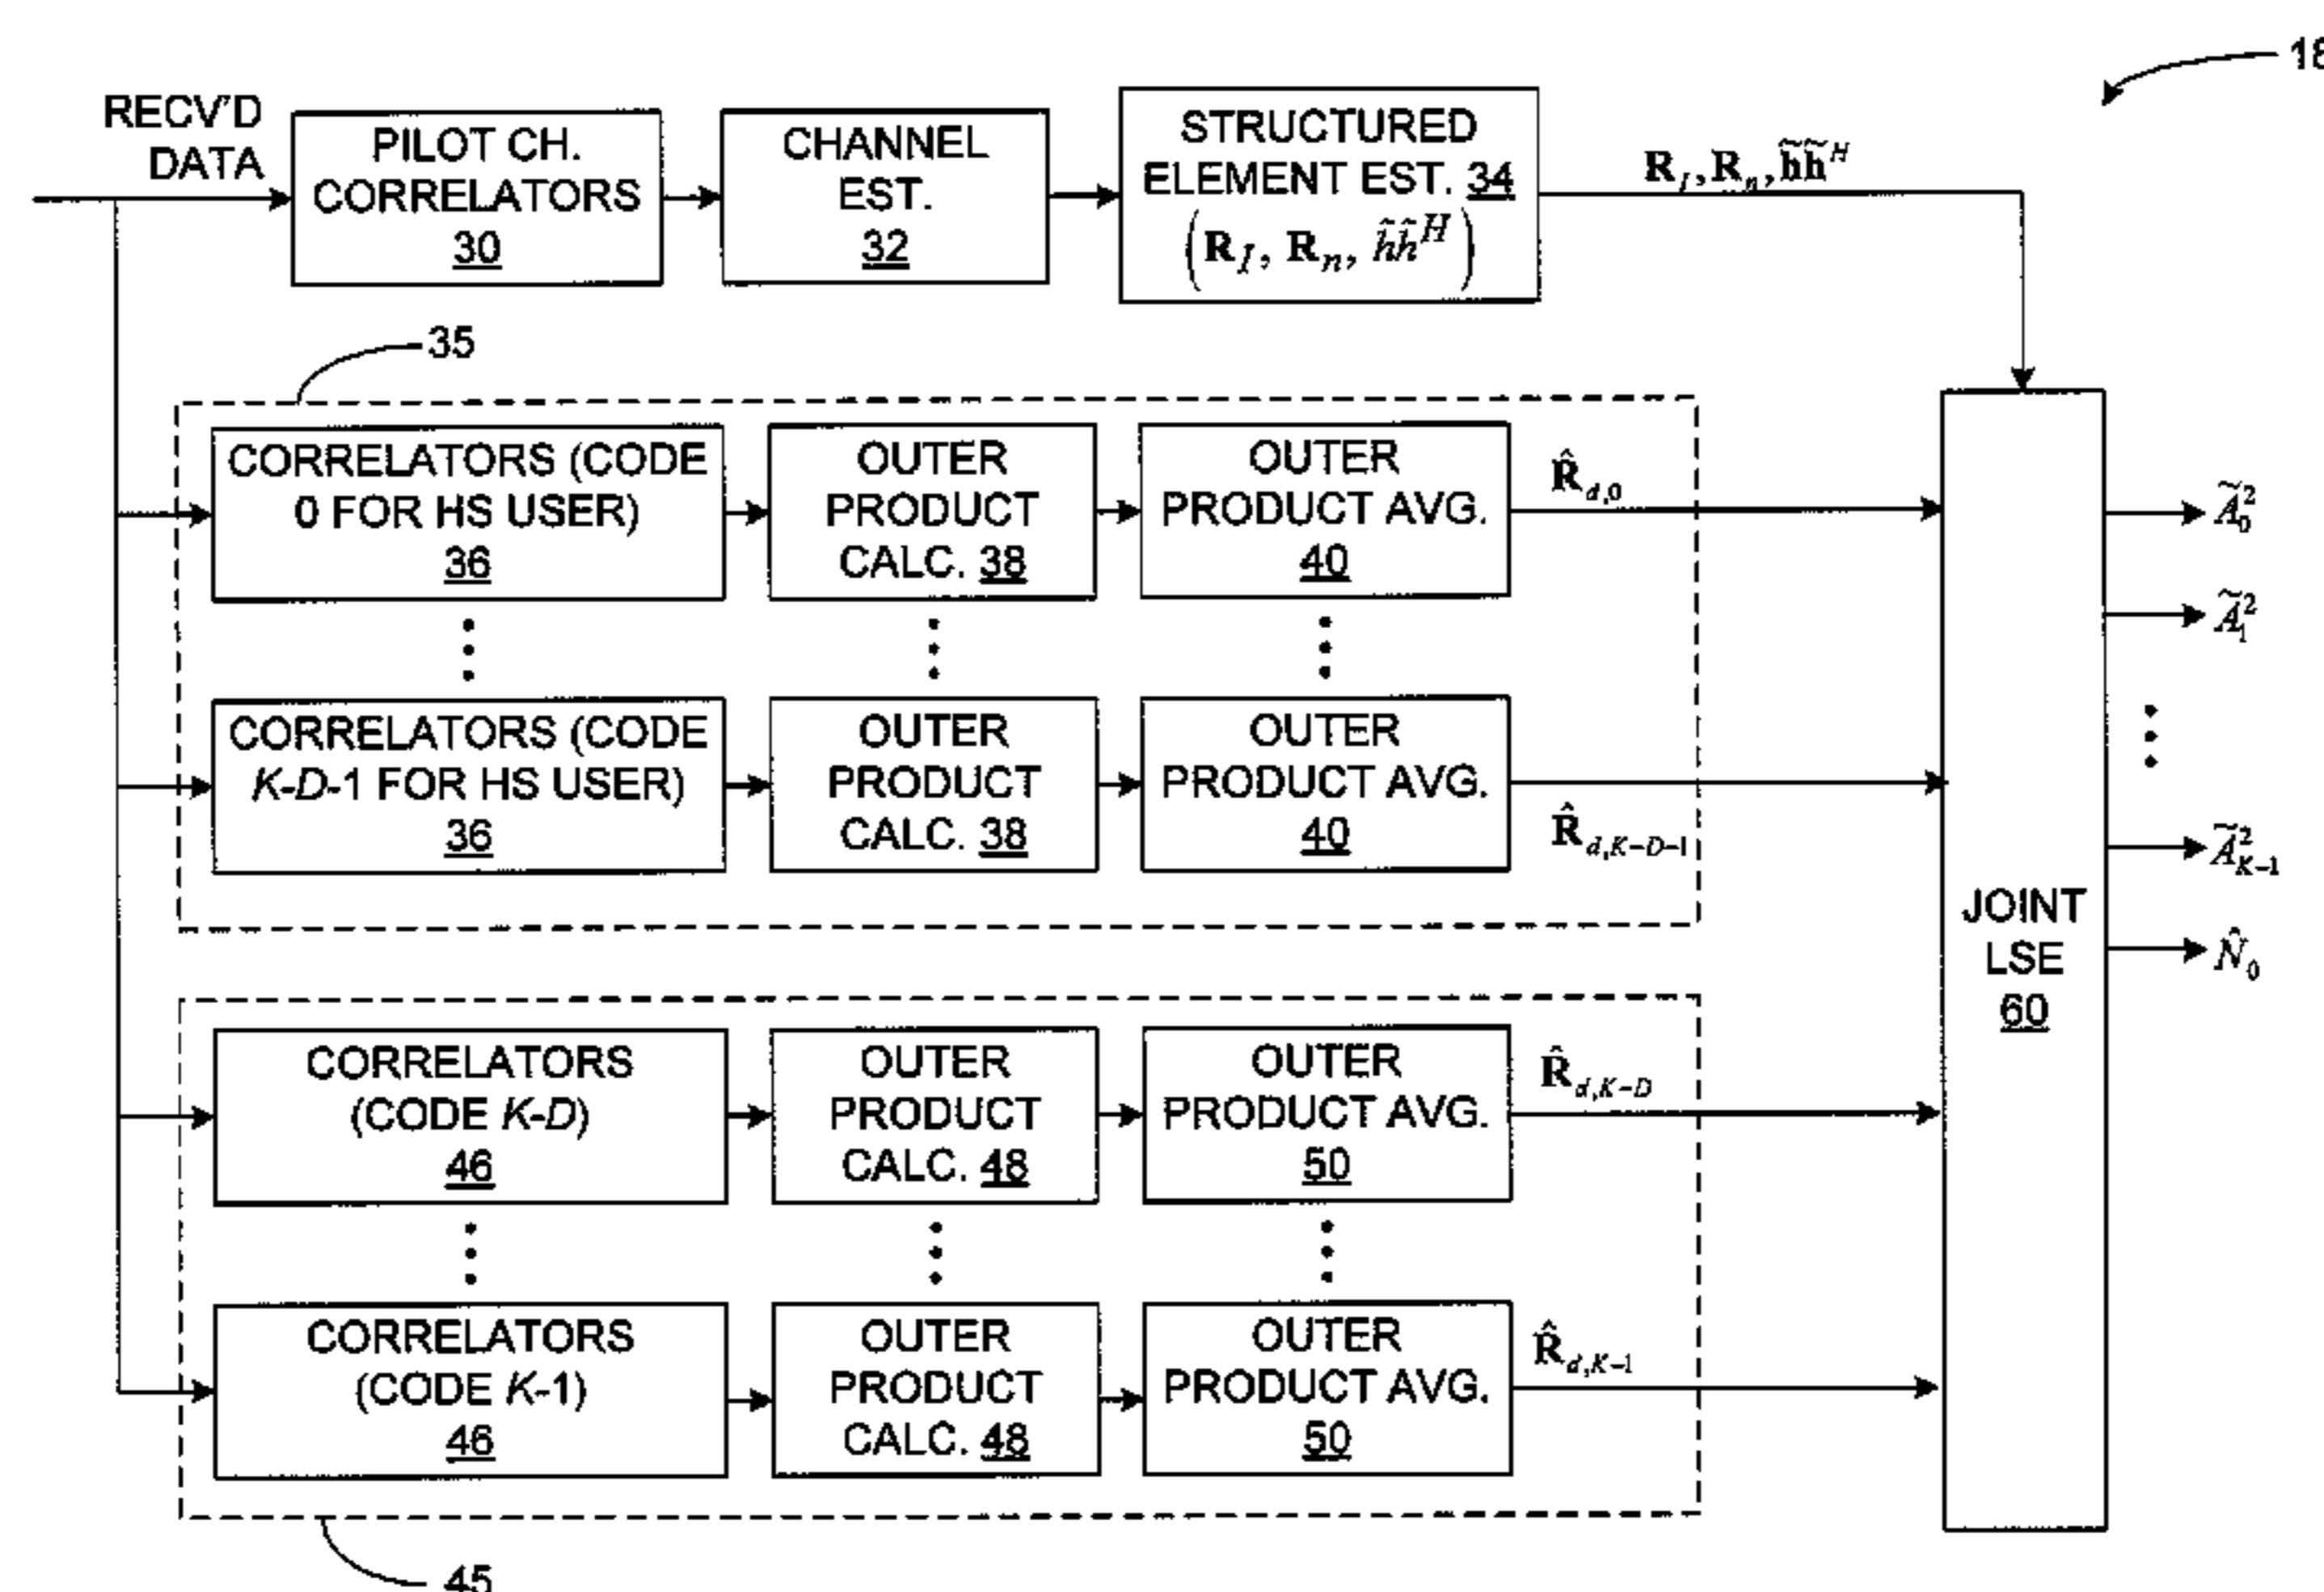 18
RECV'D
DATA
PILOT CH.
CORRELATORS
30
CHANNEL
EST.
32
STRUCTURED
ELEMENT EST. 34
(R_I, R_n, h̃h̃^H)
R_I, R_n, h̃h̃^H
35
CORRELATORS (CODE
0 FOR HS USER)
36
OUTER
PRODUCT
CALC. 38
OUTER
PRODUCT AVG.
40
R̂_d,0
CORRELATORS (CODE
K-D-1 FOR HS USER)
36
OUTER
PRODUCT
CALC. 38
OUTER
PRODUCT AVG.
40
R̂_d,K-D-1
CORRELATORS
(CODE K-D)
46
OUTER
PRODUCT
CALC. 48
OUTER
PRODUCT AVG.
50
R̂_d,K-D
CORRELATORS
(CODE K-1)
46
OUTER
PRODUCT
CALC. 48
OUTER
PRODUCT AVG.
50
R̂_d,K-1
45
JOINT
LSE
60
Ã_0^2
Ã_1^2
Ã_K-1^2
N̂_0